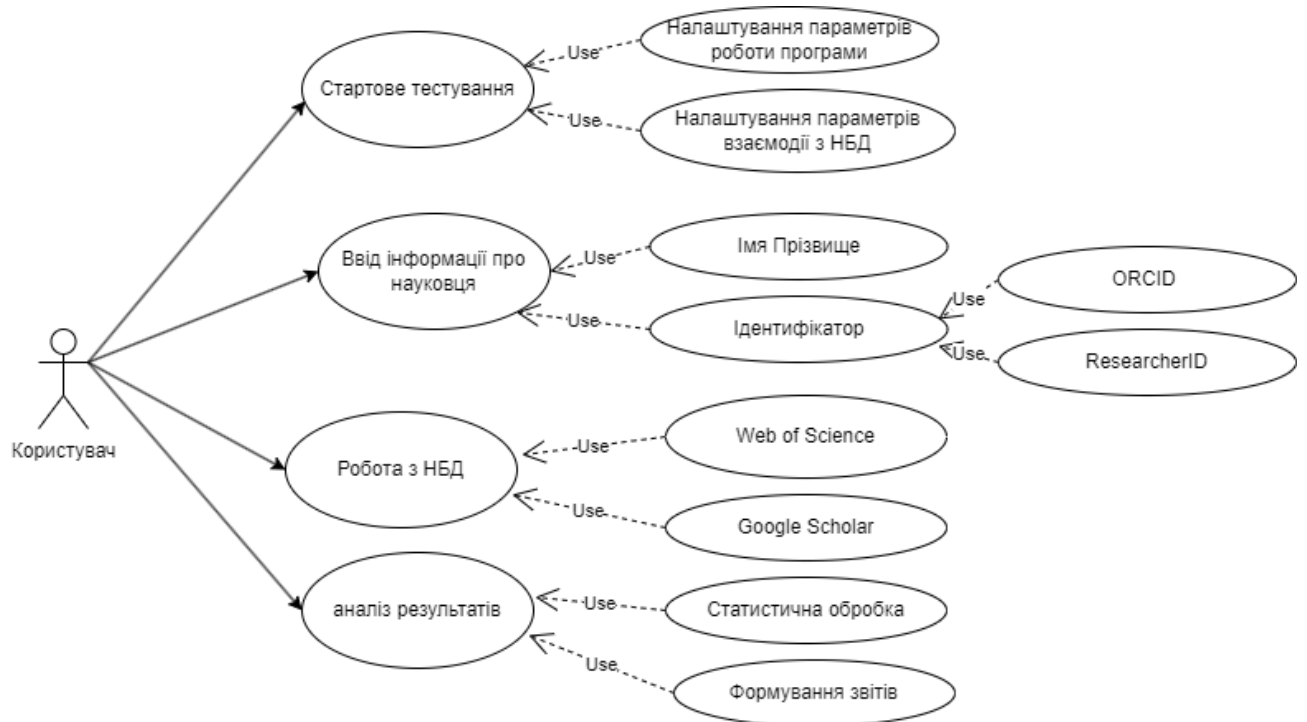 Налаштування параметрів
роботи програми
Use
Стартове тестування
Налаштування параметрів
взаємодії з НБД
Use
Ввід інформації про
науковця
Use
Імя Прізвище
Use
Ідентифікатор
Use
ORCID
Use
ResearcherID
Користувач
Робота з НБД
Use
Web of Science
Use
Google Scholar
аналіз результатів
Use
Статистична обробка
Use
Формування звітів